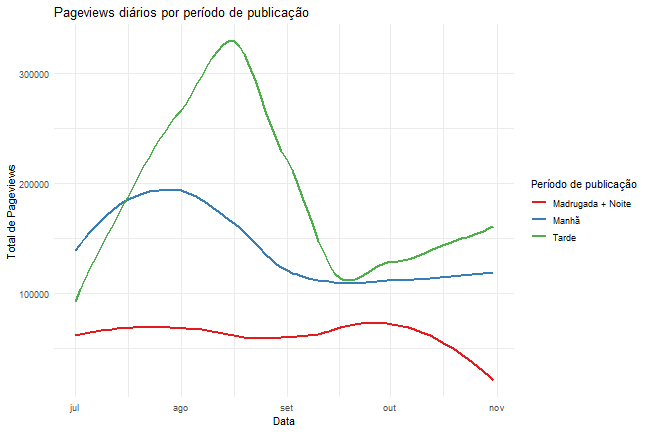 Pageviews diários por período de publicação
Total de Pageviews
300000
200000
100000
jul
ago
set
out
nov
Data
Período de publicação
Madrugada + Noite
Manhã
Tarde